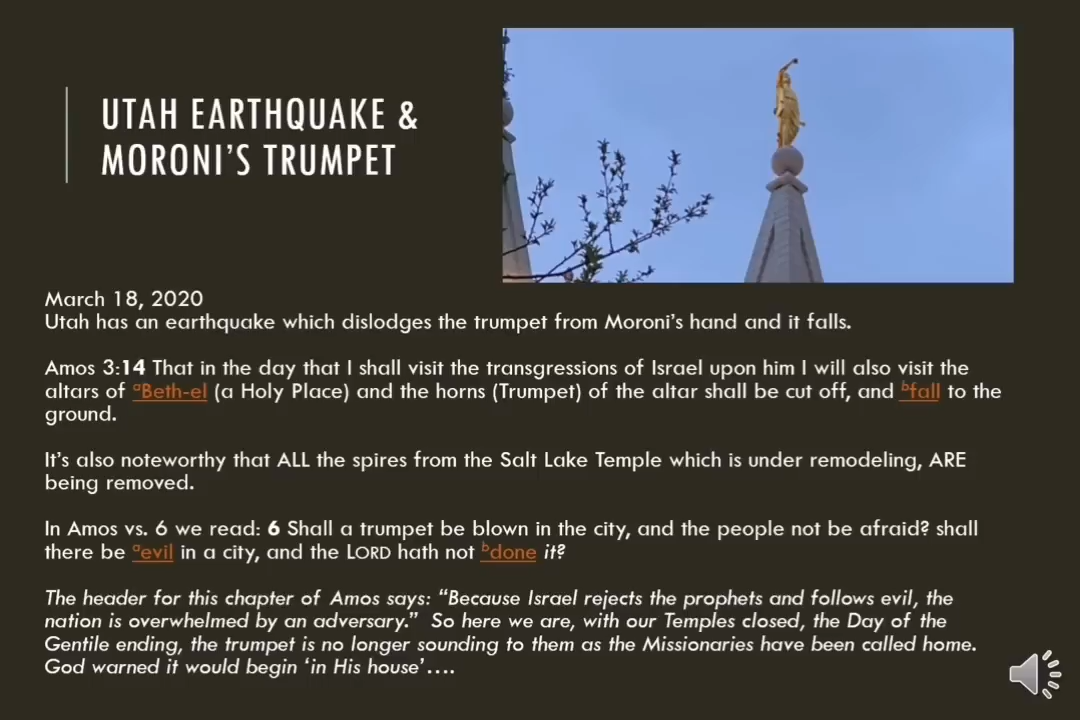 UTAH EARTHQUAKE &
MORONI'S TRUMPET
March 18, 2020
Utah has an earthquake which dislodges the trumpet from Moroni's hand and it falls.
Amos 3:14 That in the day that I shall visit the transgressions of Israel upon him I will also visit the
altars of aBeth-el (a Holy Place) and the horns (Trumpet) of the altar shall be cut off, and bfall to the
ground.
It's also noteworthy that ALL the spires from the Salt Lake Temple which is under remodeling, ARE
being removed.
In Amos vs. 6 we read: 6 Shall a trumpet be blown in the city, and the people not be afraid? shall
there be aevil in a city, and the LORD hath not bdone it?
The header for this chapter of Amos says: “Because Israel rejects the prophets and follows evil, the
nation is overwhelmed by an adversary.” So here we are, with our Temples closed, the Day of the
Gentile ending, the trumpet is no longer sounding to them as the Missionaries have been called home.
God warned it would begin ‘in His house’….